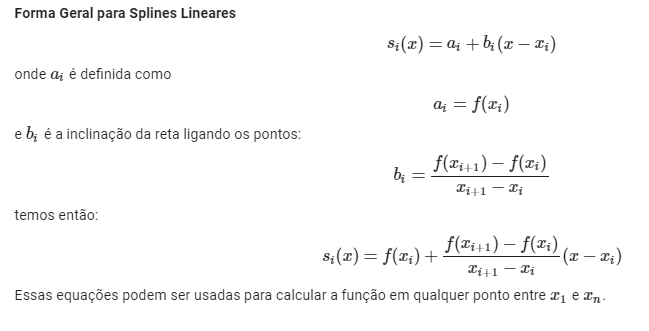 Forma Geral para Splines Lineares
s_i(x) = a_i + b_i(x − x_i)
onde a_i é definida como
a_i = f(x_i)
e b_i é a inclinação da reta ligando os pontos:
b_i = \frac{f(x_{i+1}) − f(x_i)}{x_{i+1} − x_i}
temos então:
s_i(x) = f(x_i) + \frac{f(x_{i+1}) − f(x_i)}{x_{i+1} − x_i}(x − x_i)
Essas equações podem ser usadas para calcular a função em qualquer ponto entre x_1 e x_n.